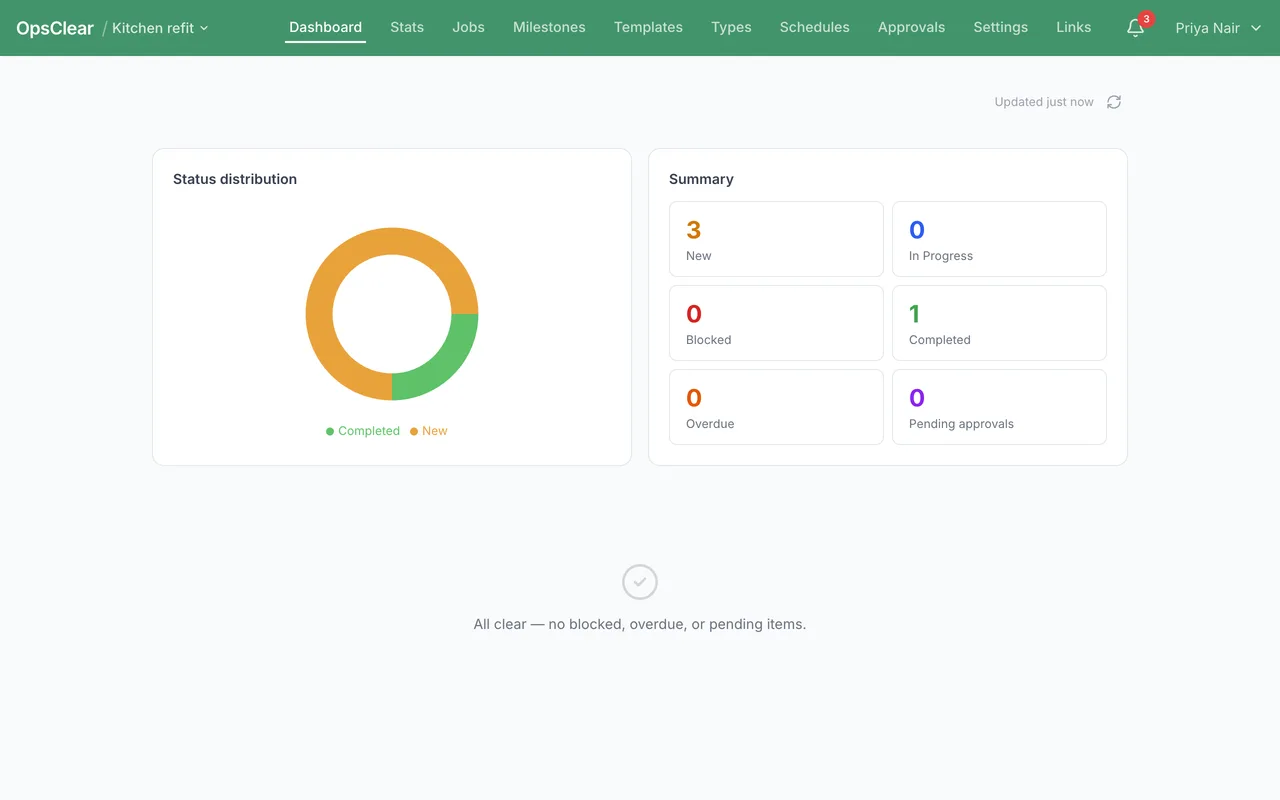 OpsClear / Kitchen refit Dashboard Stats Jobs Milestones Templates Types Schedules Approvals Settings Links 3 Priya Nair
Updated just now
Status distribution
Completed New
Summary
3
New
0
In Progress
0
Blocked
1
Completed
0
Overdue
0
Pending approvals
All clear — no blocked, overdue, or pending items.